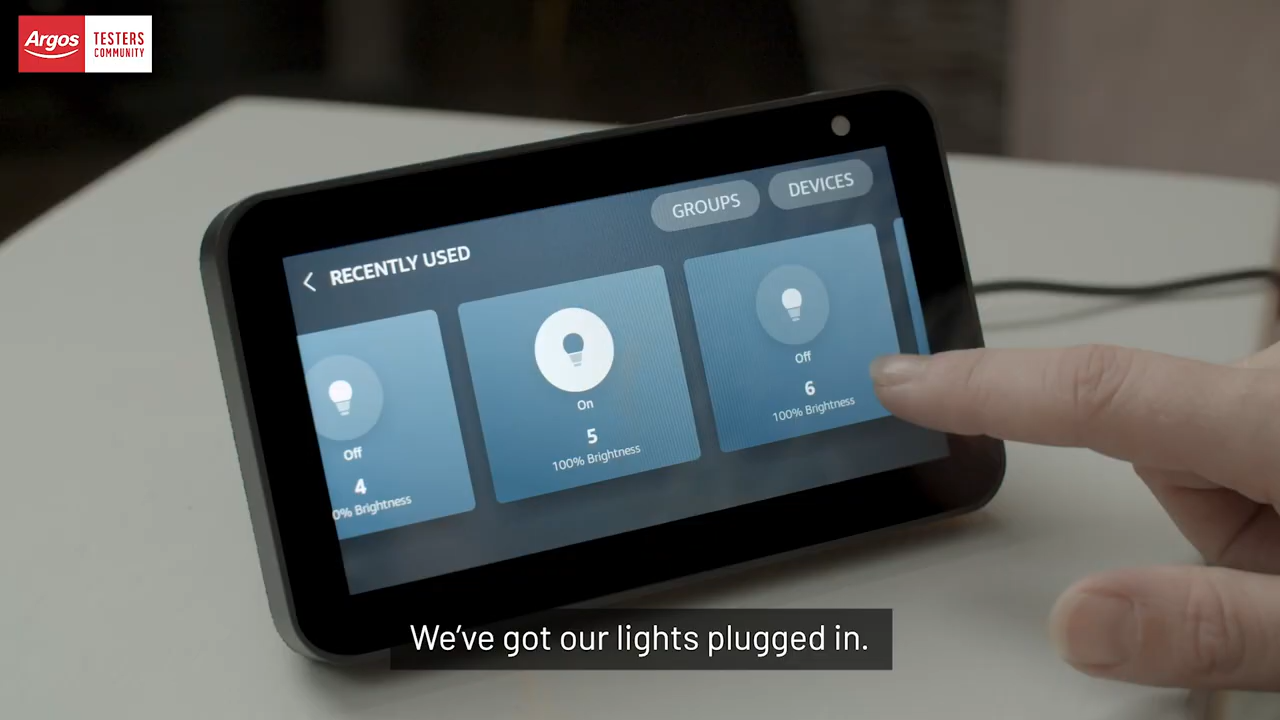 Argos
TESTERS
COMMUNITY
GROUPS
DEVICES
RECENTLY USED
Off
4
0% Brightness
On
5
100% Brightness
Off
6
100% Brightness
We've got our lights plugged in.